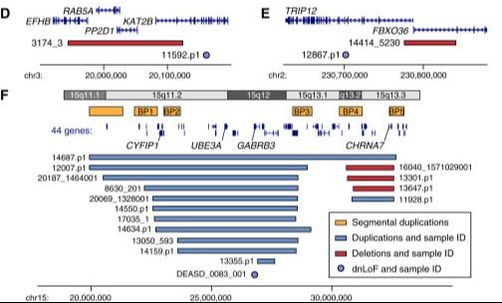 D
RAB5A
EFHB
KAT2B
PP2D1
3174_3
11592.p1
chr3:
20,000,000
20,100,000
E
TRIP12
FBXO36
14414_5230
12867.p1
chr2:
230,700,000
230,800,000
F
15q11.1
15q11.2
15q12
15q13.1
q13.2
15q13.3
BP1
BP2
BP3
BP4
BP5
44 genes:
CYFIP1
UBE3A
GABRB3
CHRNA7
14687.p1
12007.p1
16040_1571029001
20187_1464001
13301.p1
8630_201
13647.p1
20069_1328001
11928.p1
14550.p1
17035_1
14634.p1
13050_593
14159.p1
13355.p1
DEASD_0083_001
Segmental duplications
Duplications and sample ID
Deletions and sample ID
dnLoF and sample ID
chr15:
20,000,000
25,000,000
30,000,000